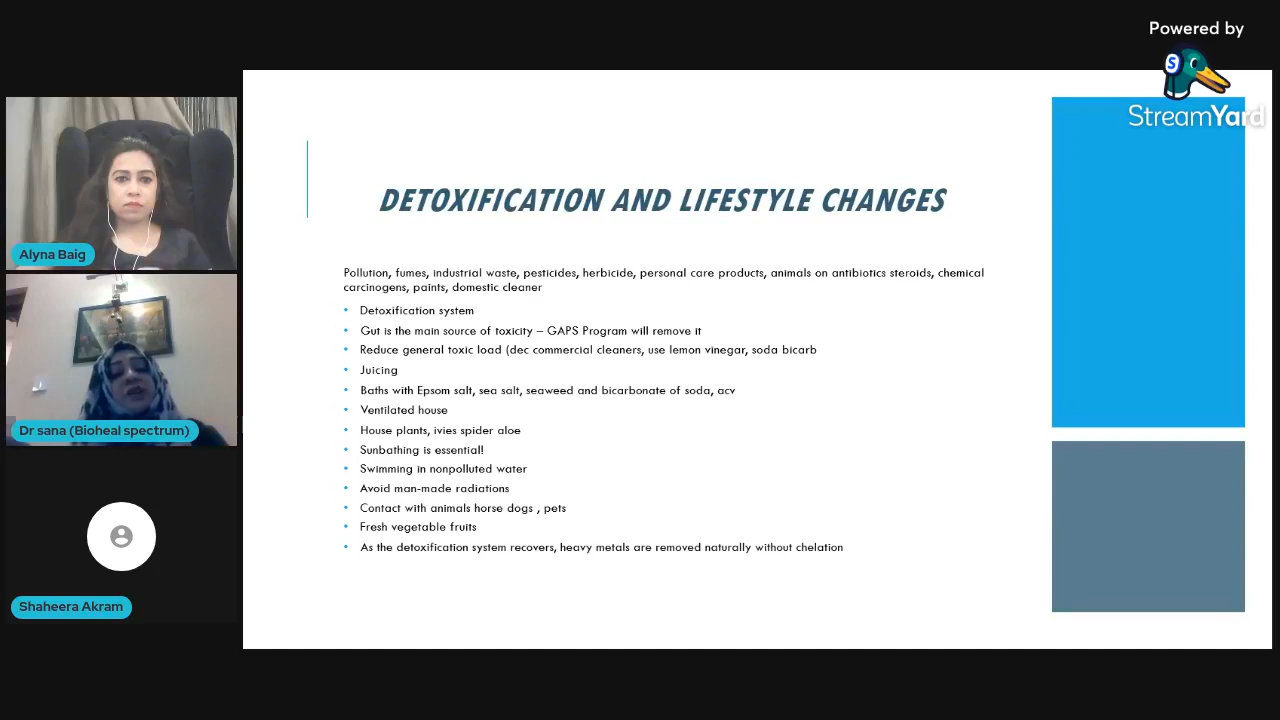 Powered by
StreamYard
Alyna Baig
Dr sana (Bioheal spectrum)
Shaheera Akram
DETOXIFICATION AND LIFESTYLE CHANGES
Pollution, fumes, industrial waste, pesticides, herbicide, personal care products, animals on antibiotics steroids, chemical
carcinogens, paints, domestic cleaner
• Detoxification system
• Gut is the main source of toxicity – GAPS Program will remove it
• Reduce general toxic load (dec commercial cleaners, use lemon vinegar, soda bicarb
• Juicing
• Baths with Epsom salt, sea salt, seaweed and bicarbonate of soda, acv
• Ventilated house
• House plants, ivies spider aloe
• Sunbathing is essential!
• Swimming in nonpolluted water
• Avoid man-made radiations
• Contact with animals horse dogs , pets
• Fresh vegetable fruits
• As the detoxification system recovers, heavy metals are removed naturally without chelation